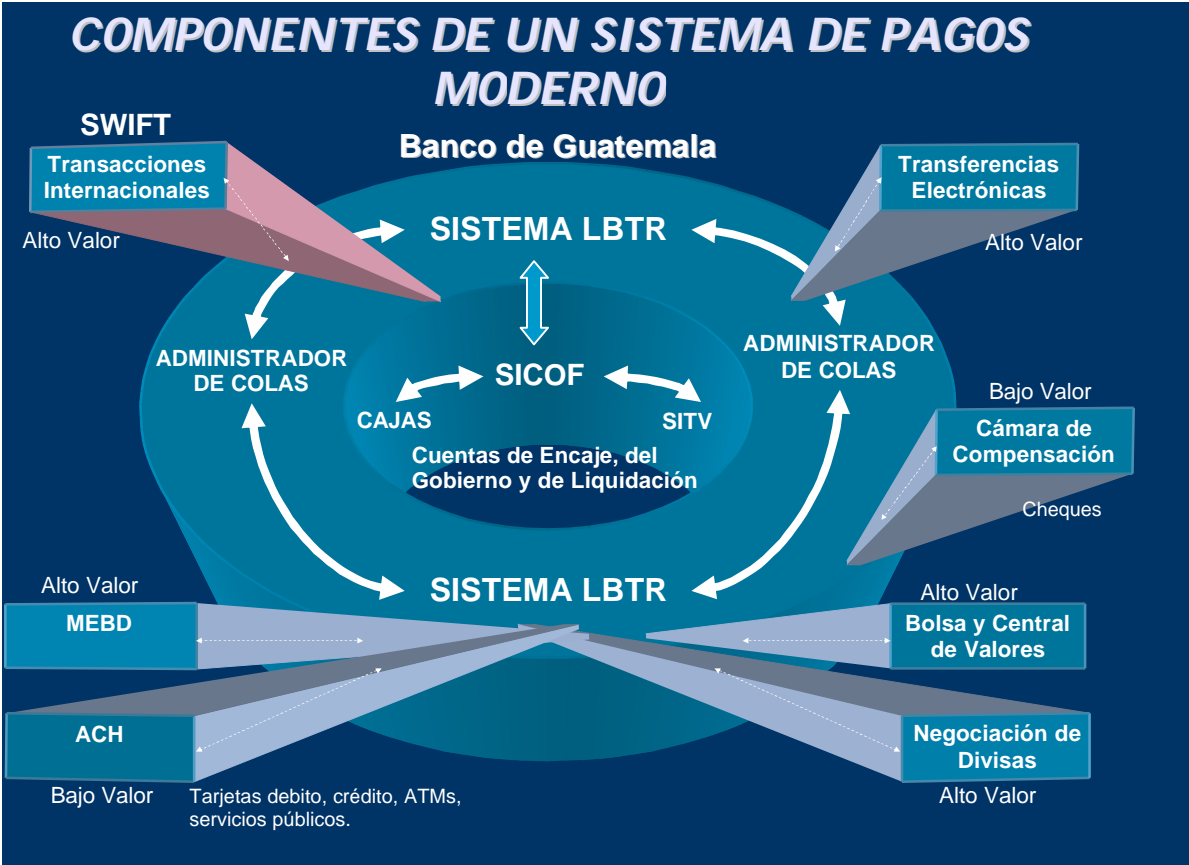 COMPONENTES DE UN SISTEMA DE PAGOS
MODERNO
SWIFT
Transacciones
Internacionales
Alto Valor
Banco de Guatemala
Transferencias
Electrónicas
Alto Valor
SISTEMA LBTR
ADMINISTRADOR
DE COLAS
ADMINISTRADOR
DE COLAS
SICOF
CAJAS
SITV
Cuentas de Encaje, del
Gobierno y de Liquidación
Bajo Valor
Cámara de
Compensación
Cheques
SISTEMA LBTR
Alto Valor
MEBD
Alto Valor
Bolsa y Central
de Valores
ACH
Bajo Valor
Tarjetas debito, crédito, ATMs,
servicios públicos.
Negociación de
Divisas
Alto Valor